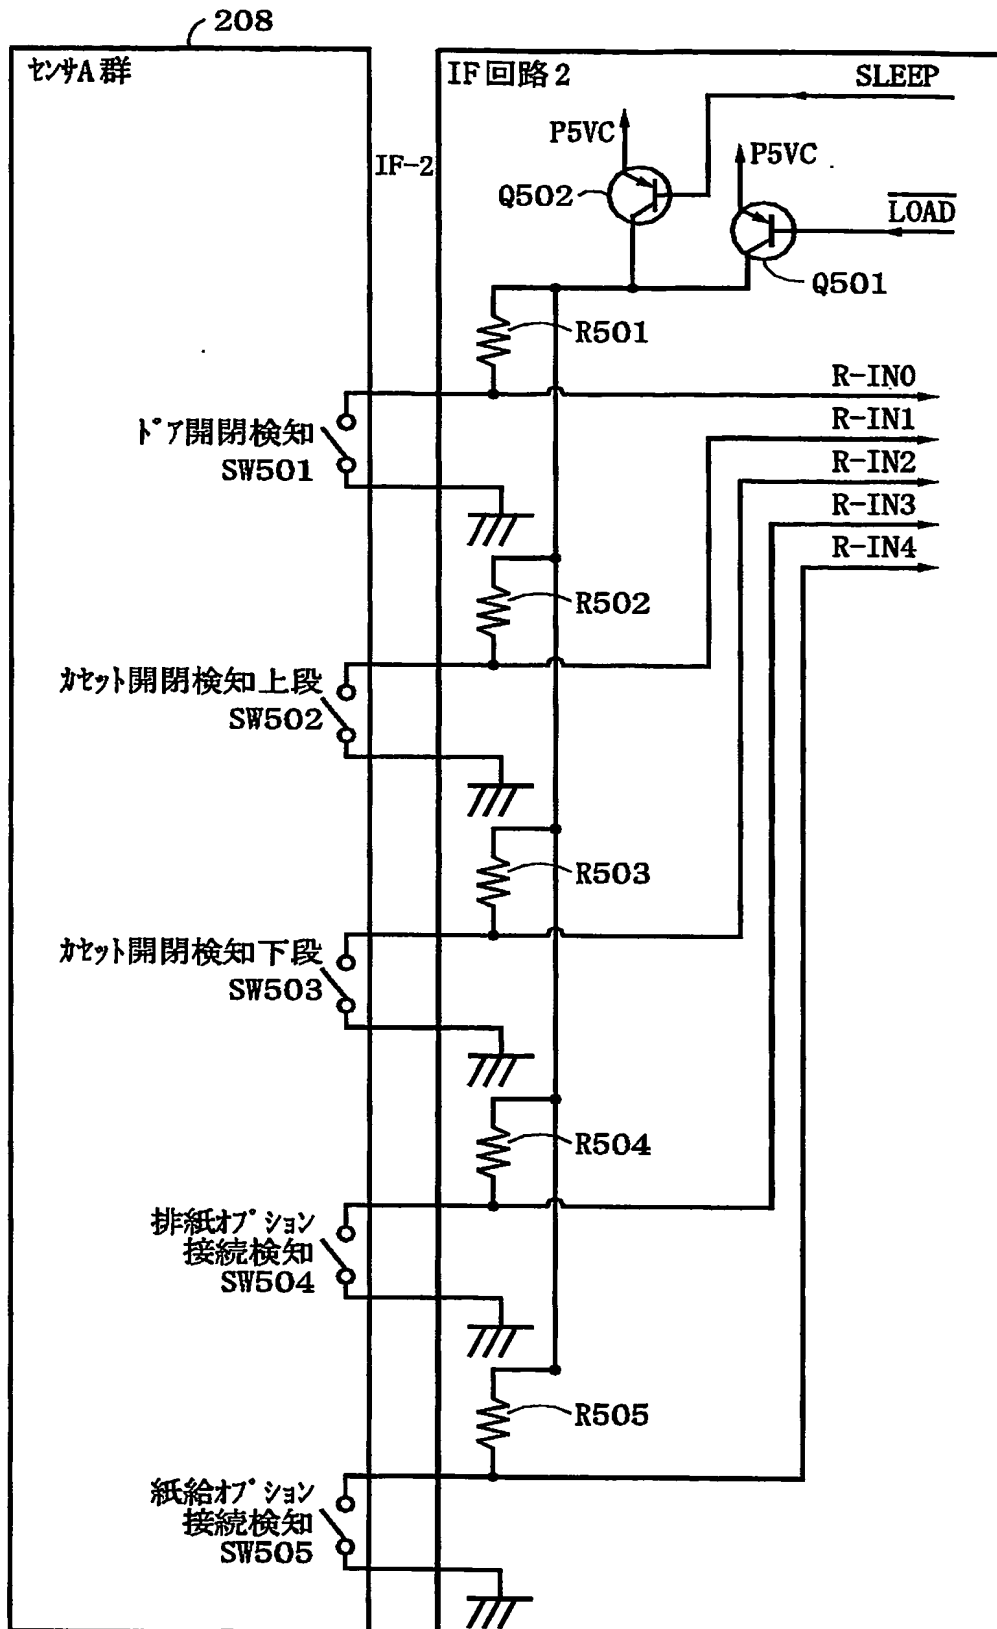 208
センサA群
IF-2
IF回路2
SLEEP
P5VC
P5VC
Q502
LOAD
Q501
R501
R-IN0
R-IN1
R-IN2
R-IN3
R-IN4
ドア開閉検知
SW501
R502
カセット開閉検知上段
SW502
R503
カセット開閉検知下段
SW503
R504
排紙オプション
接続検知
SW504
R505
紙給オプション
接続検知
SW505